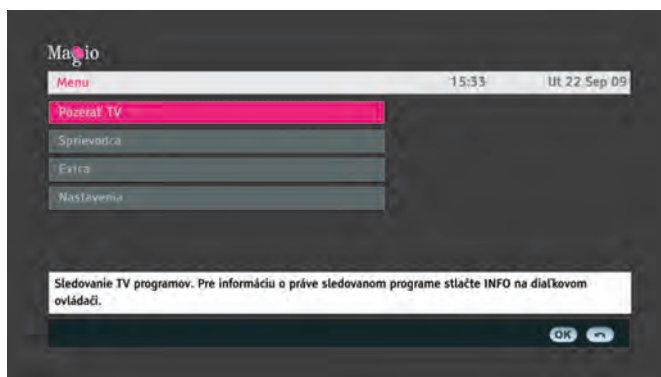 Magio
Menu 15:33 Ut 22 Sep 09
Pozerať TV
Sprievodca
Extra
Nastavenia
Sledovanie TV programov. Pre informáciu o práve sledovanom programe stlačte INFO na diaľkovom
ovládači.
OK